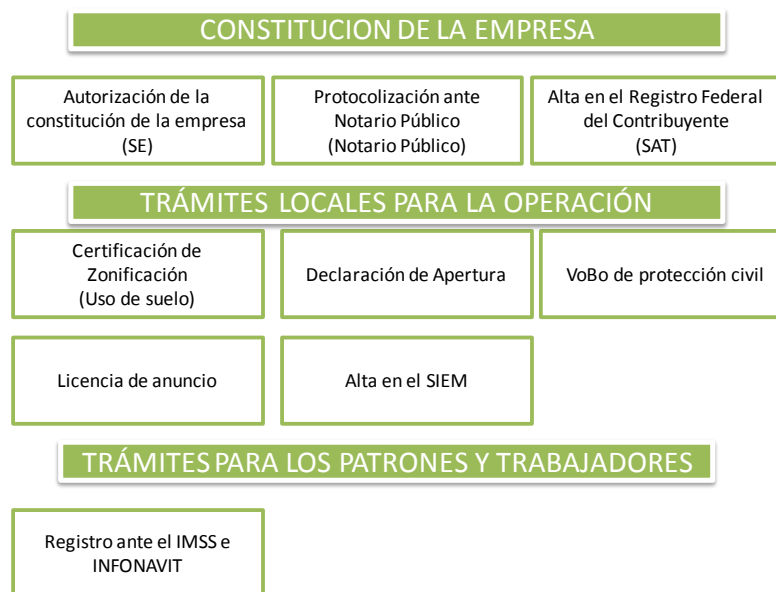 CONSTITUCION DE LA EMPRESA
Autorización de la
constitución de la empresa
(SE)
Protocolización ante
Notario Público
(Notario Público)
Alta en el Registro Federal
del Contribuyente
(SAT)
TRÁMITES LOCALES PARA LA OPERACIÓN
Certificación de
Zonificación
(Uso de suelo)
Declaración de Apertura
VoBo de protección civil
Licencia de anuncio
Alta en el SIEM
TRÁMITES PARA LOS PATRONES Y TRABAJADORES
Registro ante el IMSS e
INFONAVIT